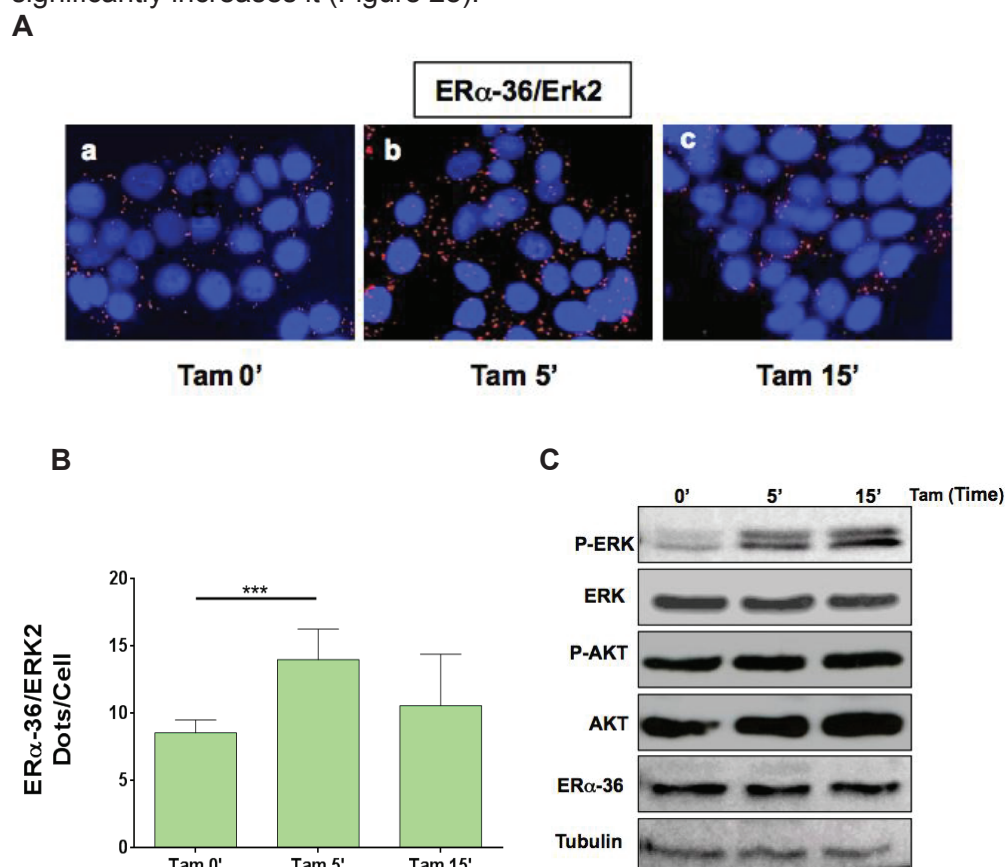 significantly increases it (Figure 28).
A
ERα-36/Erk2
a
b
c
Tam 0’
Tam 5’
Tam 15’
B
C
0’ 5’ 15’ Tam (Time)
P-ERK
ERK
P-AKT
AKT
ERα-36
Tubulin
ERα-36/ERK2
Dots/Cell
20
15
10
5
0
***
Tam 0'
Tam 5'
Tam 15'